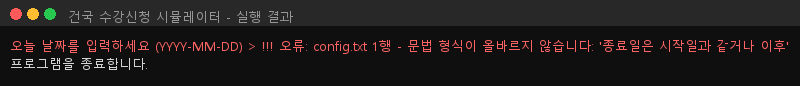 건국 수강신청 시뮬레이터 - 실행 결과
오늘 날짜를 입력하세요 (YYYY-MM-DD) > !!! 오류: config.txt 1행 - 문법 형식이 올바르지 않습니다: '종료일은 시작일과 같거나 이후'
프로그램을 종료합니다.